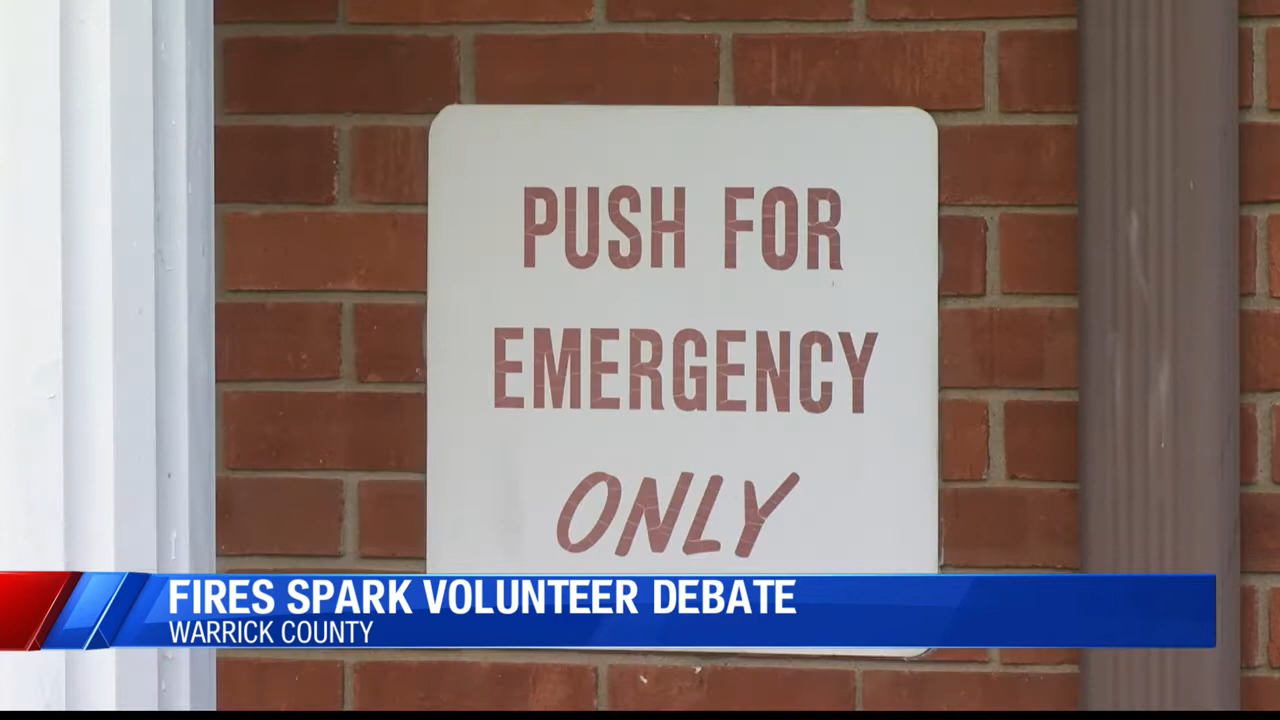 PUSH FOR
EMERGENCY
ONLY
FIRES SPARK VOLUNTEER DEBATE
WARRICK COUNTY